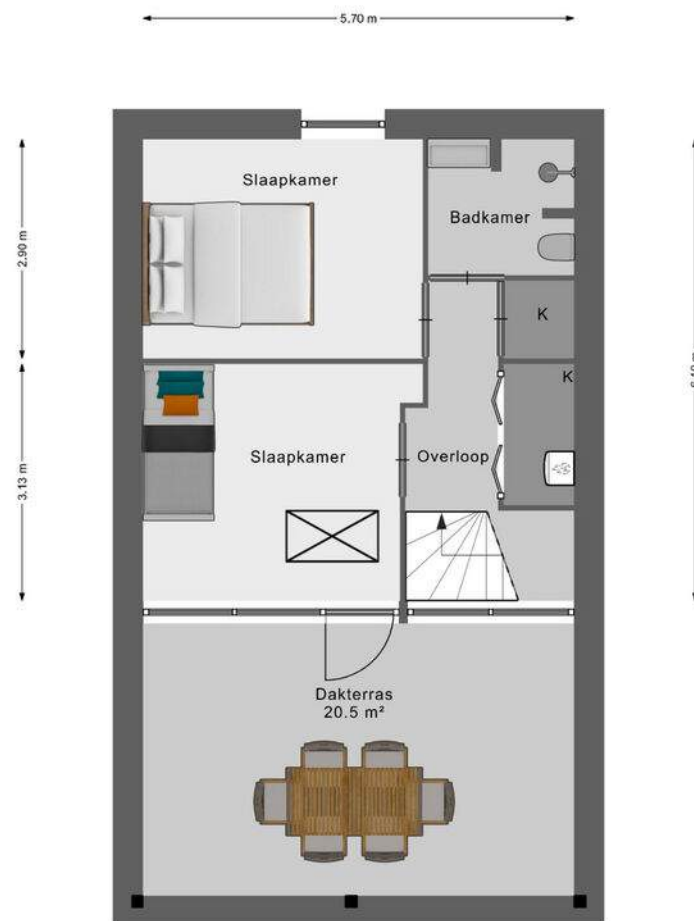 5.70 m
Slaapkamer
Badkamer
2.90 m
K
K
Slaapkamer
Overloop
3.13 m
Dakterras
20.5 m²